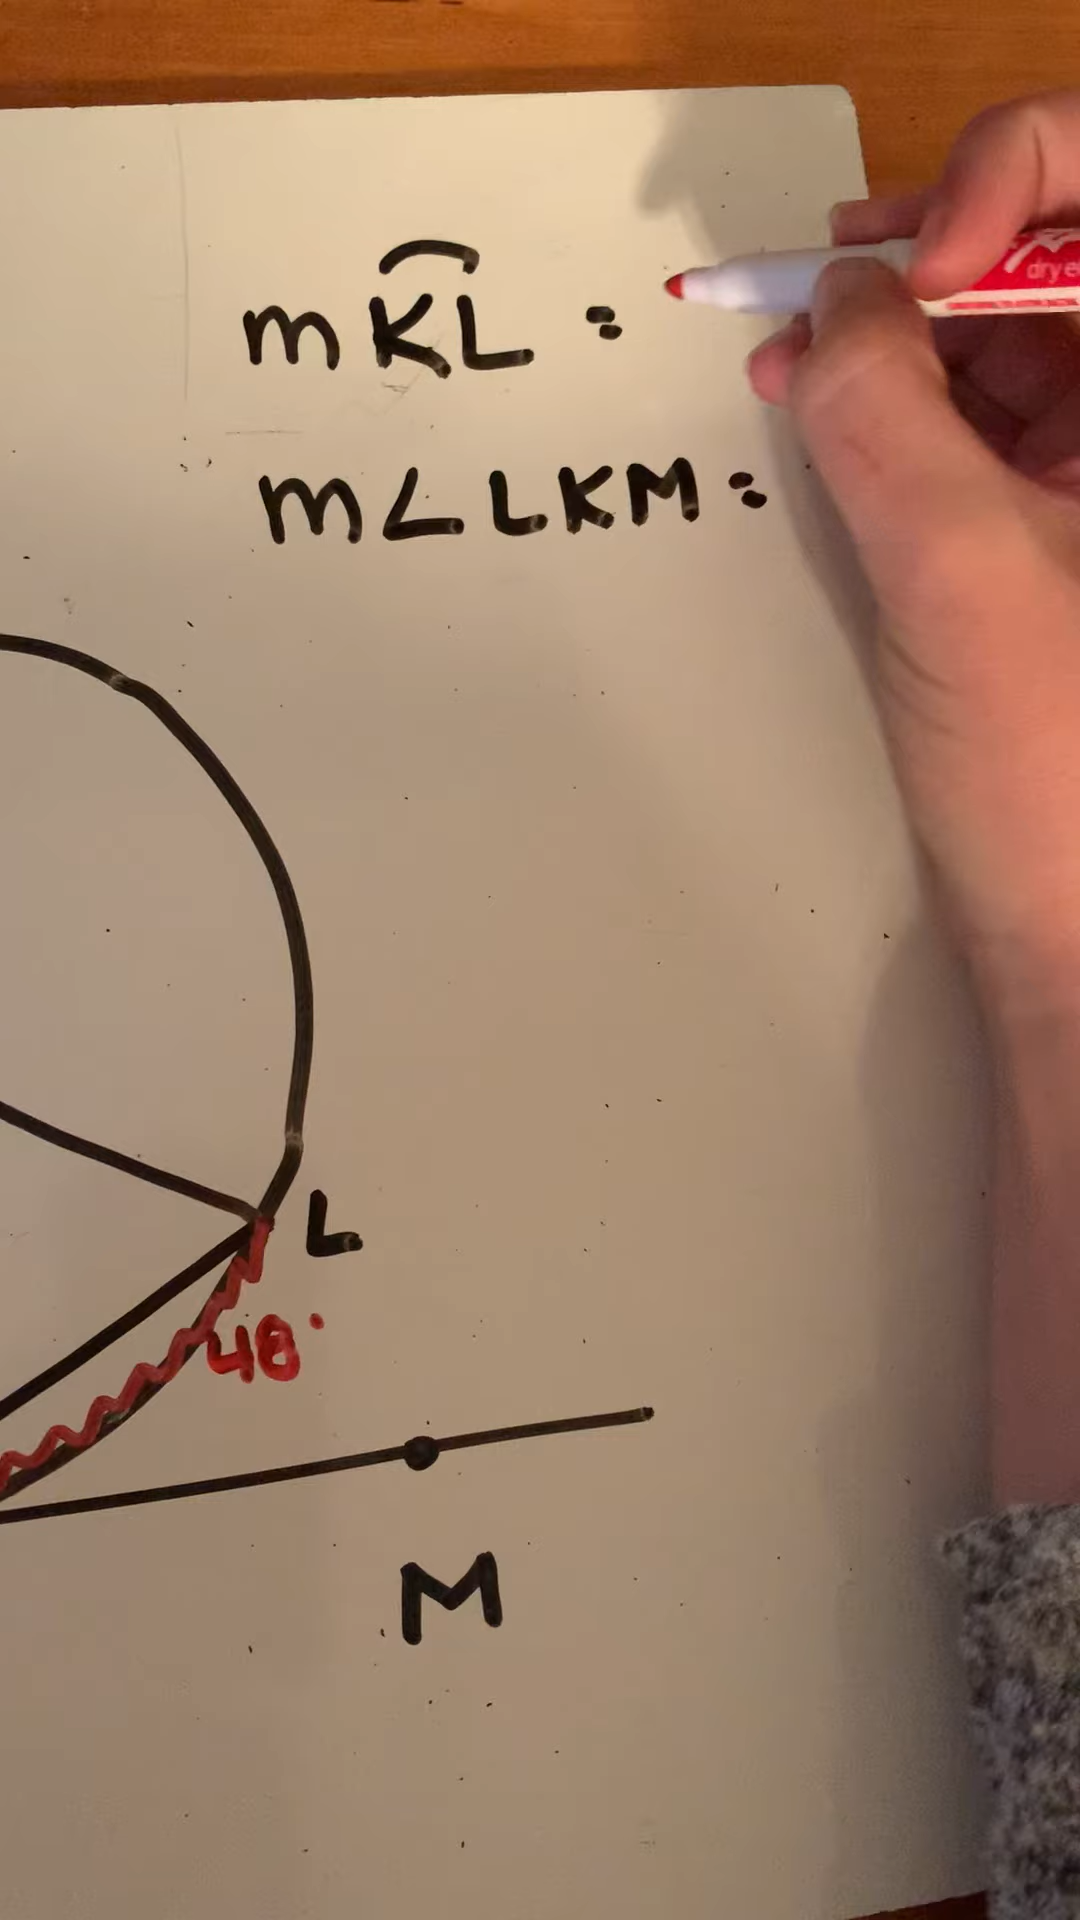 mKL =
m∠LKM =
L
48°
M
dry e